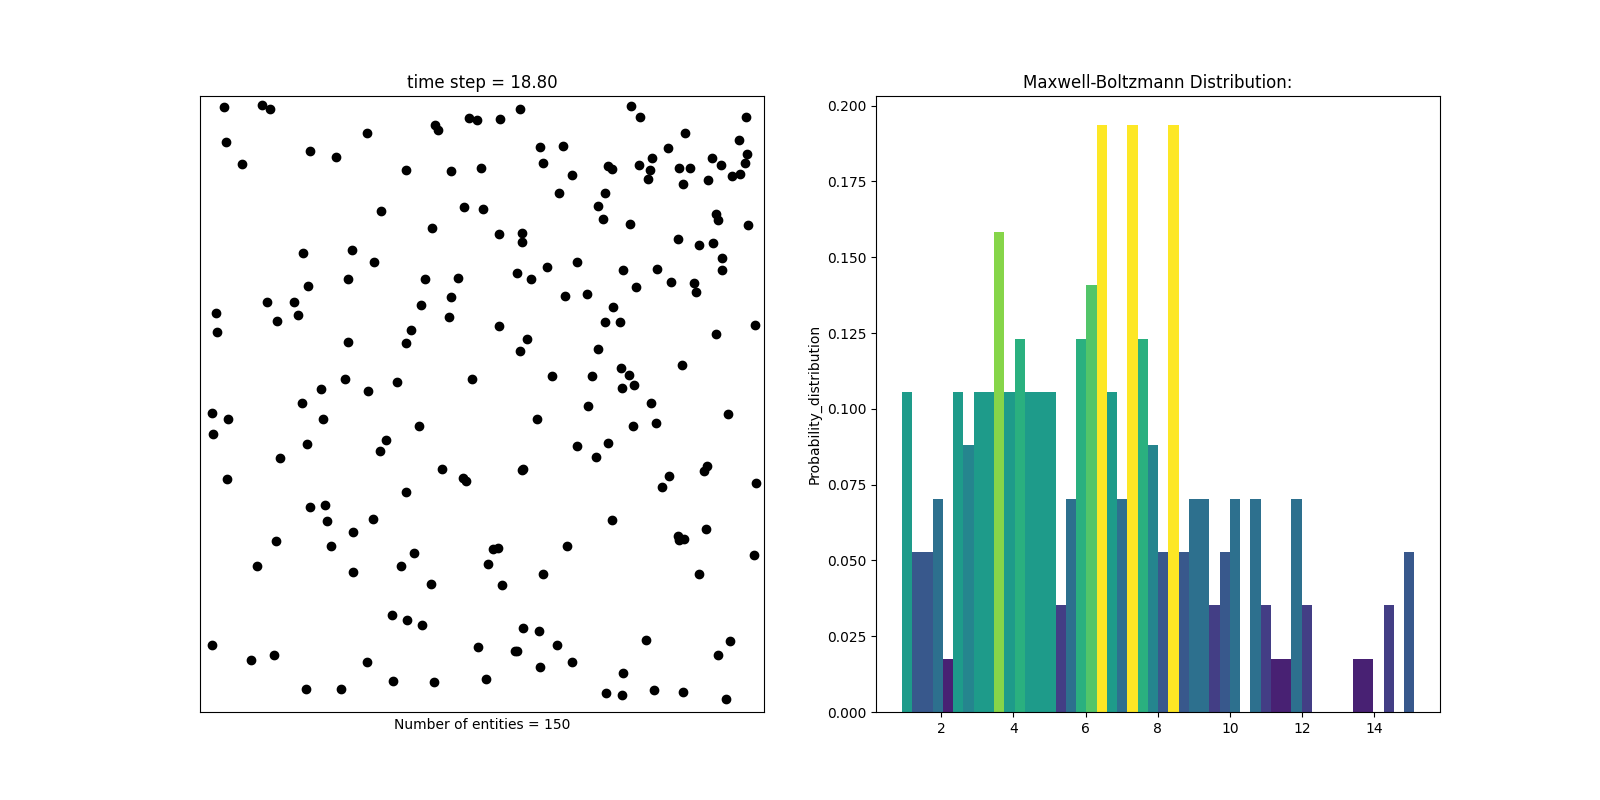 time step = 18.80
Number of entities = 150
Maxwell-Boltzmann Distribution:
Probability_distribution
0.200
0.175
0.150
0.125
0.100
0.075
0.050
0.025
0.000
2 4 6 8 10 12 14